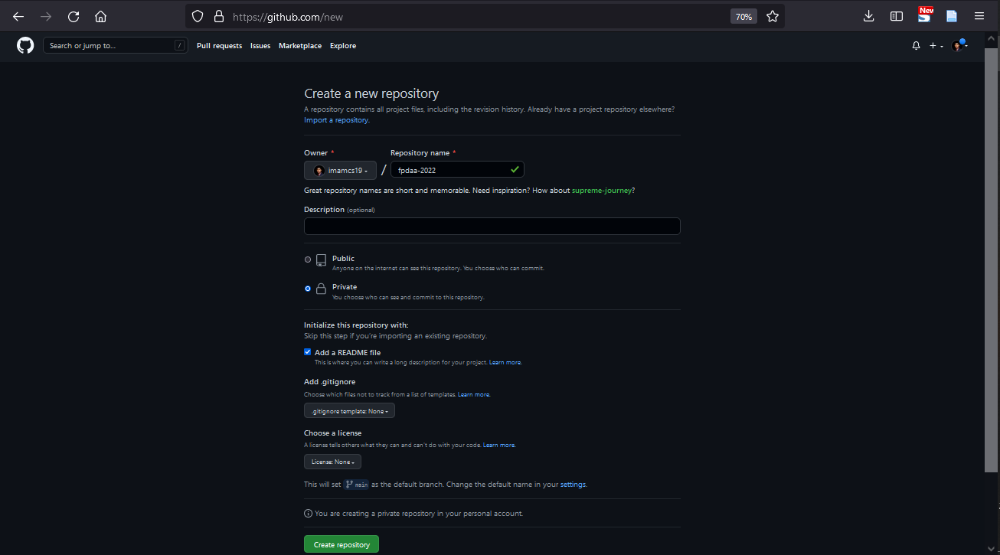 https://github.com/new
70%
New
Search or jump to... /
Pull requests Issues Marketplace Explore
Create a new repository
A repository contains all project files, including the revision history. Already have a project repository elsewhere?
Import a repository.
Owner * Repository name *
imamcs19 / fpdaa-2022
Great repository names are short and memorable. Need inspiration? How about supreme-journey?
Description (optional)
Public
Anyone on the internet can see this repository. You choose who can commit.
Private
You choose who can see and commit to this repository.
Initialize this repository with:
Skip this step if you're importing an existing repository.
Add a README file
This is where you can write a long description for your project. Learn more.
Add .gitignore
Choose which files not to track from a list of templates. Learn more.
.gitignore template: None
Choose a license
A license tells others what they can and can't do with your code. Learn more.
License: None
This will set main as the default branch. Change the default name in your settings.
You are creating a private repository in your personal account.
Create repository